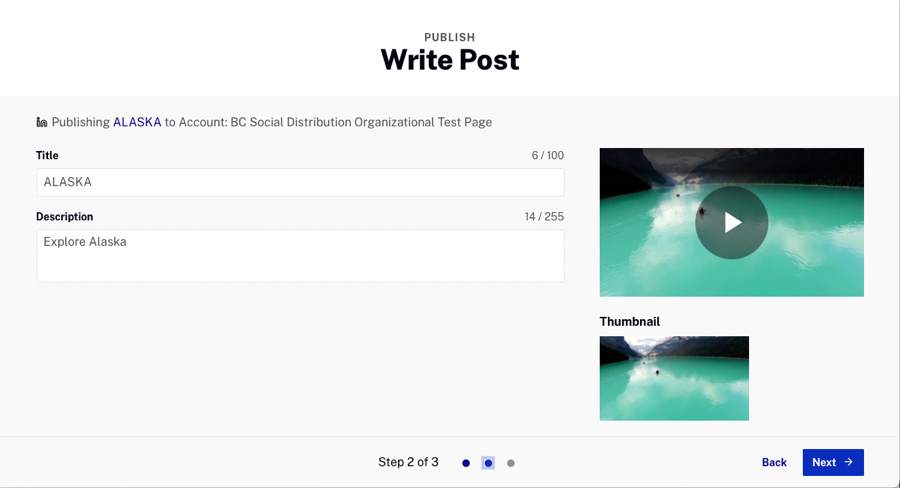 PUBLISH
Write Post
in Publishing ALASKA to Account: BC Social Distribution Organizational Test Page
Title 6 / 100
ALASKA
Description 14 / 255
Explore Alaska
Thumbnail
Step 2 of 3
Back
Next →